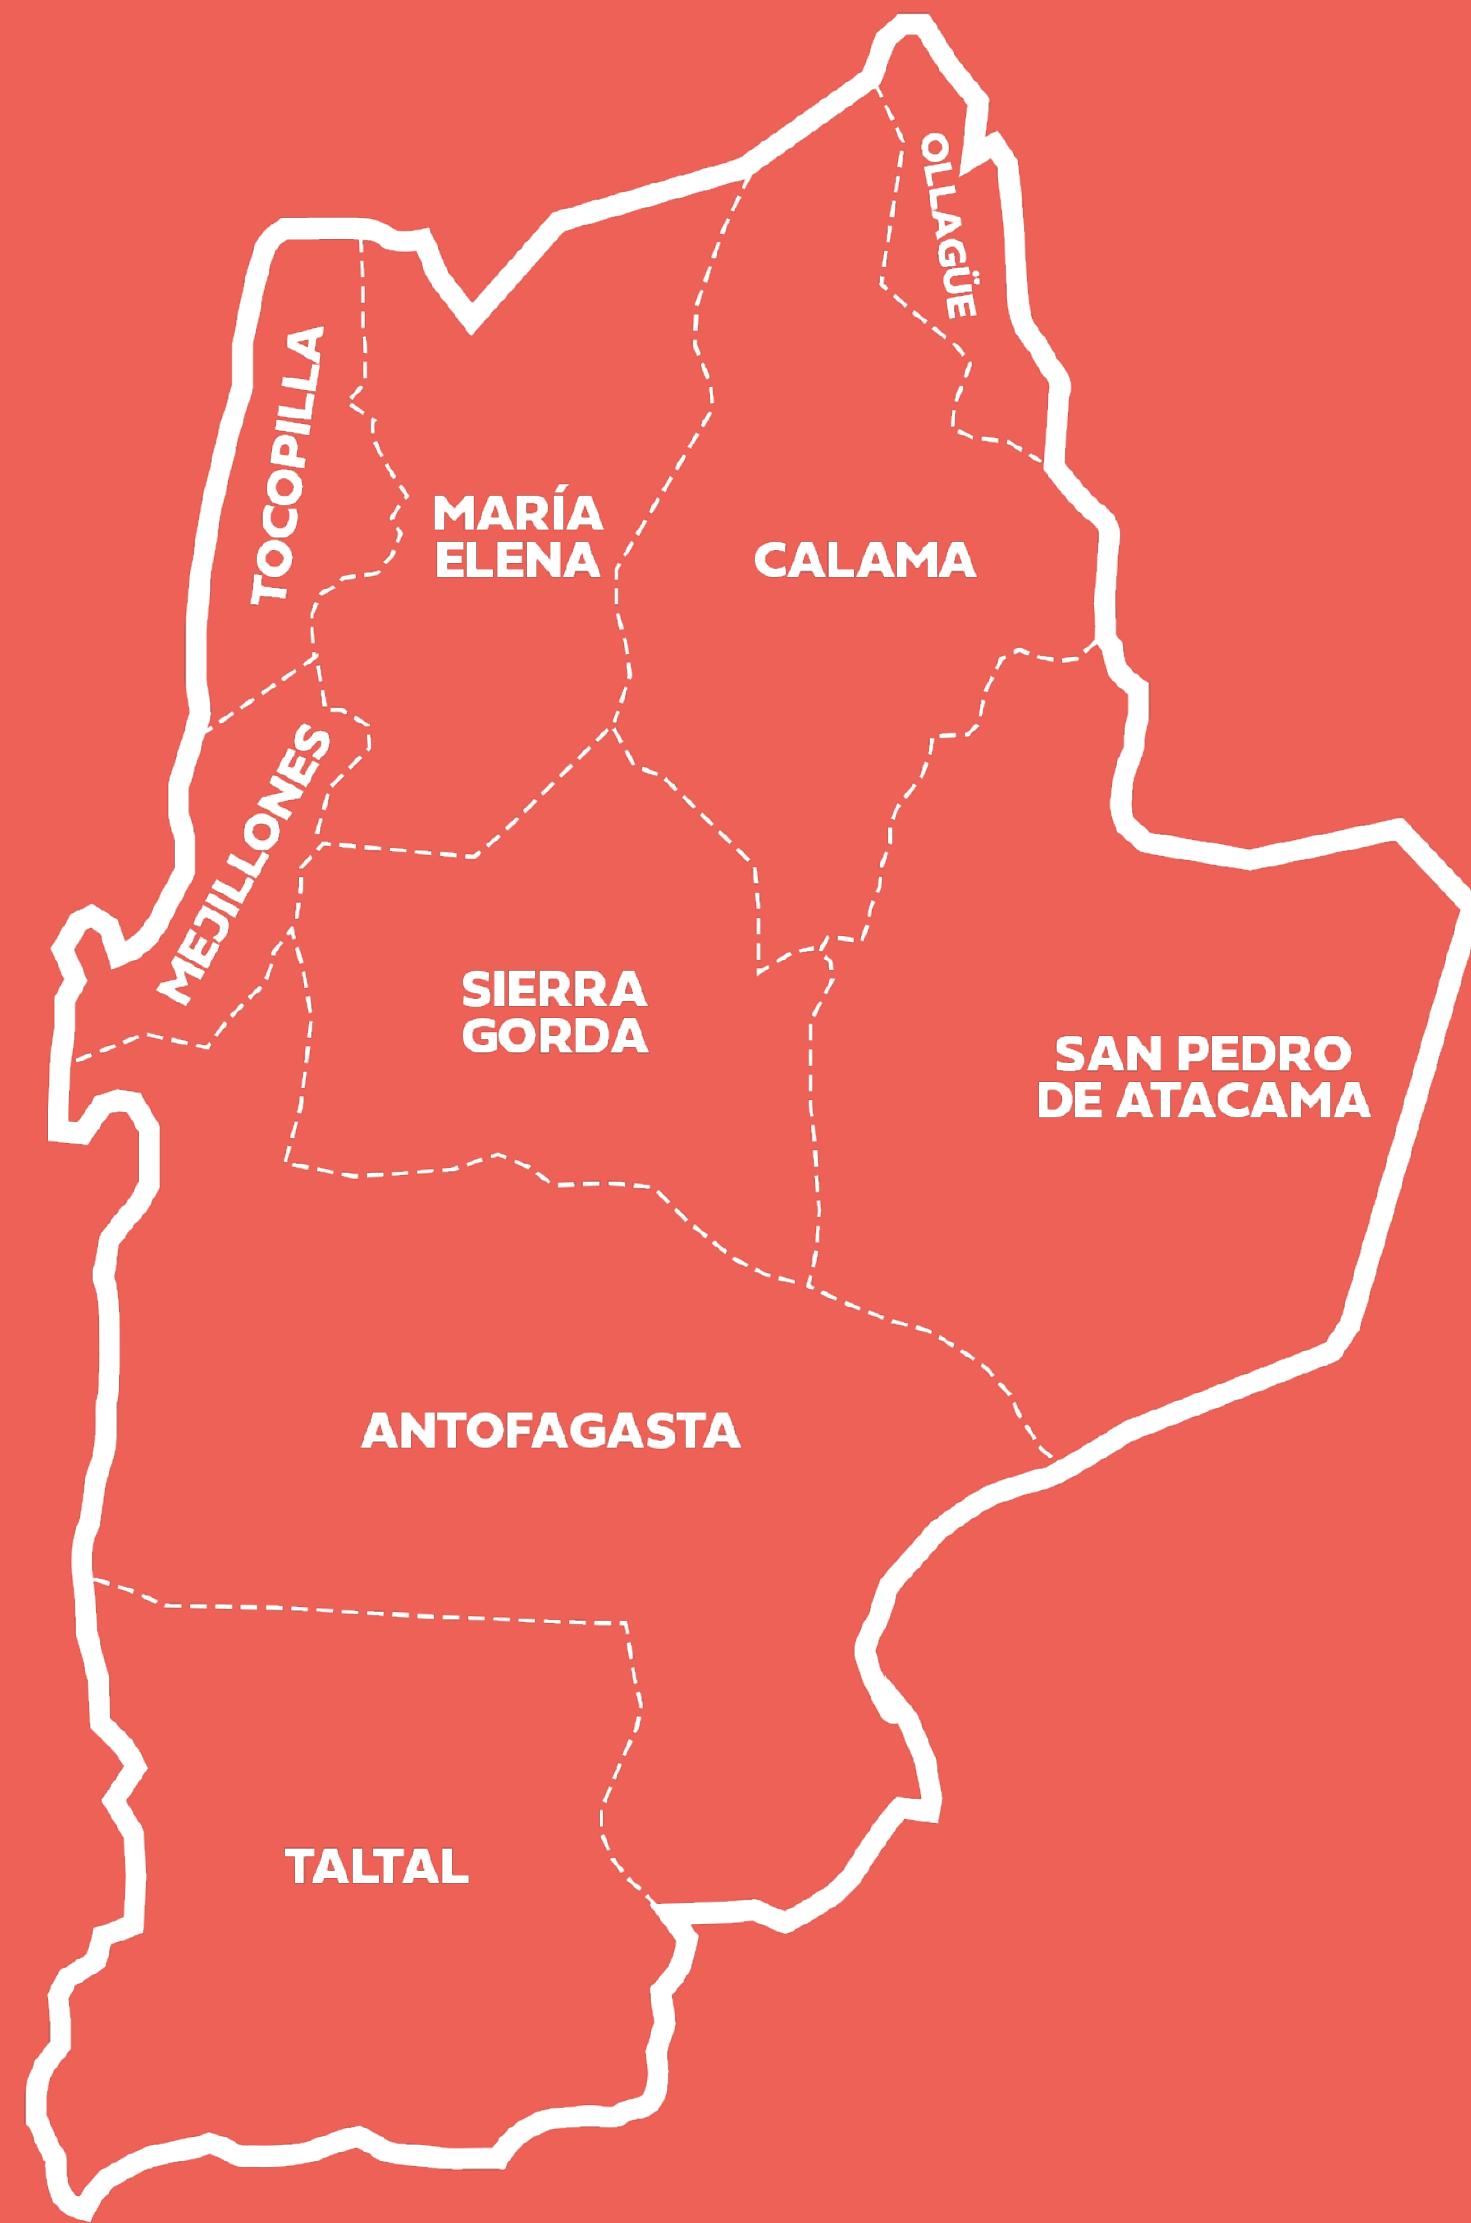 OLLAGÜE
TOCOPILLA
MARÍA
ELENA
CALAMA
MEJILLONES
SIERRA
GORDA
SAN PEDRO
DE ATACAMA
ANTOFAGASTA
TALTAL